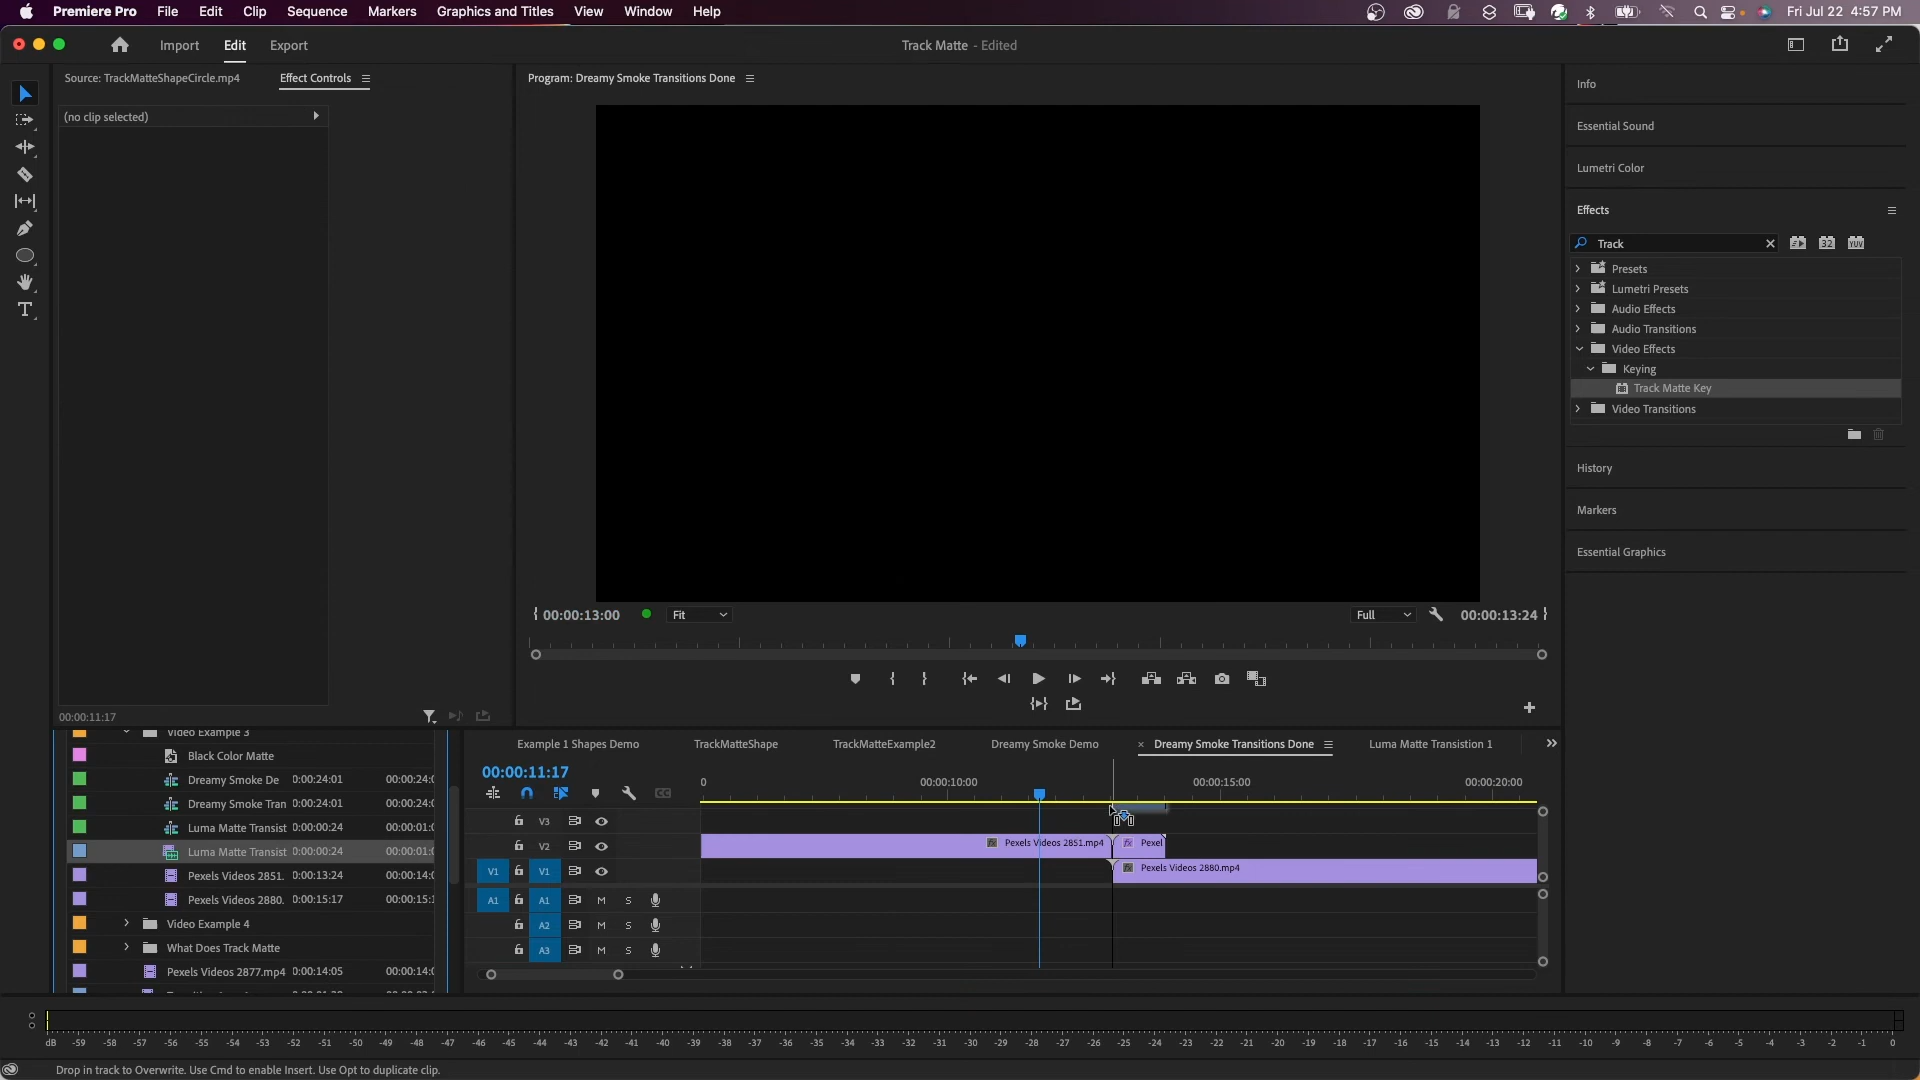 Premiere Pro File Edit Clip Sequence Markers Graphics and Titles View Window Help Fri Jul 22 4:57 PM
Import Edit Export Track Matte - Edited
Source: TrackMatteShapeCircle.mp4 Effect Controls Program: Dreamy Smoke Transitions Done
Info
(no clip selected)
Essential Sound
Lumetri Color
Effects
Track
32 YUV
Presets
Lumetri Presets
Audio Effects
Audio Transitions
Video Effects
Keying
Track Matte Key
Video Transitions
History
Markers
Essential Graphics
00:00:13:00 Fit Full 00:00:13:24
00:00:11:17
Video Example 3
Black Color Matte
Dreamy Smoke De 0:00:24:01 00:00:24:0
Dreamy Smoke Tran 0:00:24:01 00:00:24:0
Luma Matte Transist 0:00:00:24 00:00:01:0
Luma Matte Transist 0:00:00:24 00:00:01:0
Pexels Videos 2851. 0:00:13:24 00:00:14:0
Pexels Videos 2880. 0:00:15:17 00:00:15:1
Video Example 4
What Does Track Matte
Pexels Videos 2877.mp4 0:00:14:05 00:00:14:0
Example 1 Shapes Demo TrackMatteShape TrackMatteExample2 Dreamy Smoke Demo × Dreamy Smoke Transitions Done Luma Matte Transistion 1
00:00:11:17
0 00:00:10:00 00:00:15:00 00:00:20:00
CC
V3
V2 Pexels Videos 2851.mp4 Pexel
V1 V1 Pexels Videos 2880.mp4
A1 A1 M S
A2 M S
A3 M S
dB -59 -58 -57 -56 -55 -54 -53 -52 -51 -50 -49 -48 -47 -46 -45 -44 -43 -42 -41 -40 -39 -38 -37 -36 -35 -34 -33 -32 -31 -30 -29 -28 -27 -26 -25 -24 -23 -22 -21 -20 -19 -18 -17 -16 -15 -14 -13 -12 -11 -10 -9 -8 -7 -6 -5 -4 -3 -2 -1 0
Drop in track to Overwrite. Use Cmd to enable Insert. Use Opt to duplicate clip.